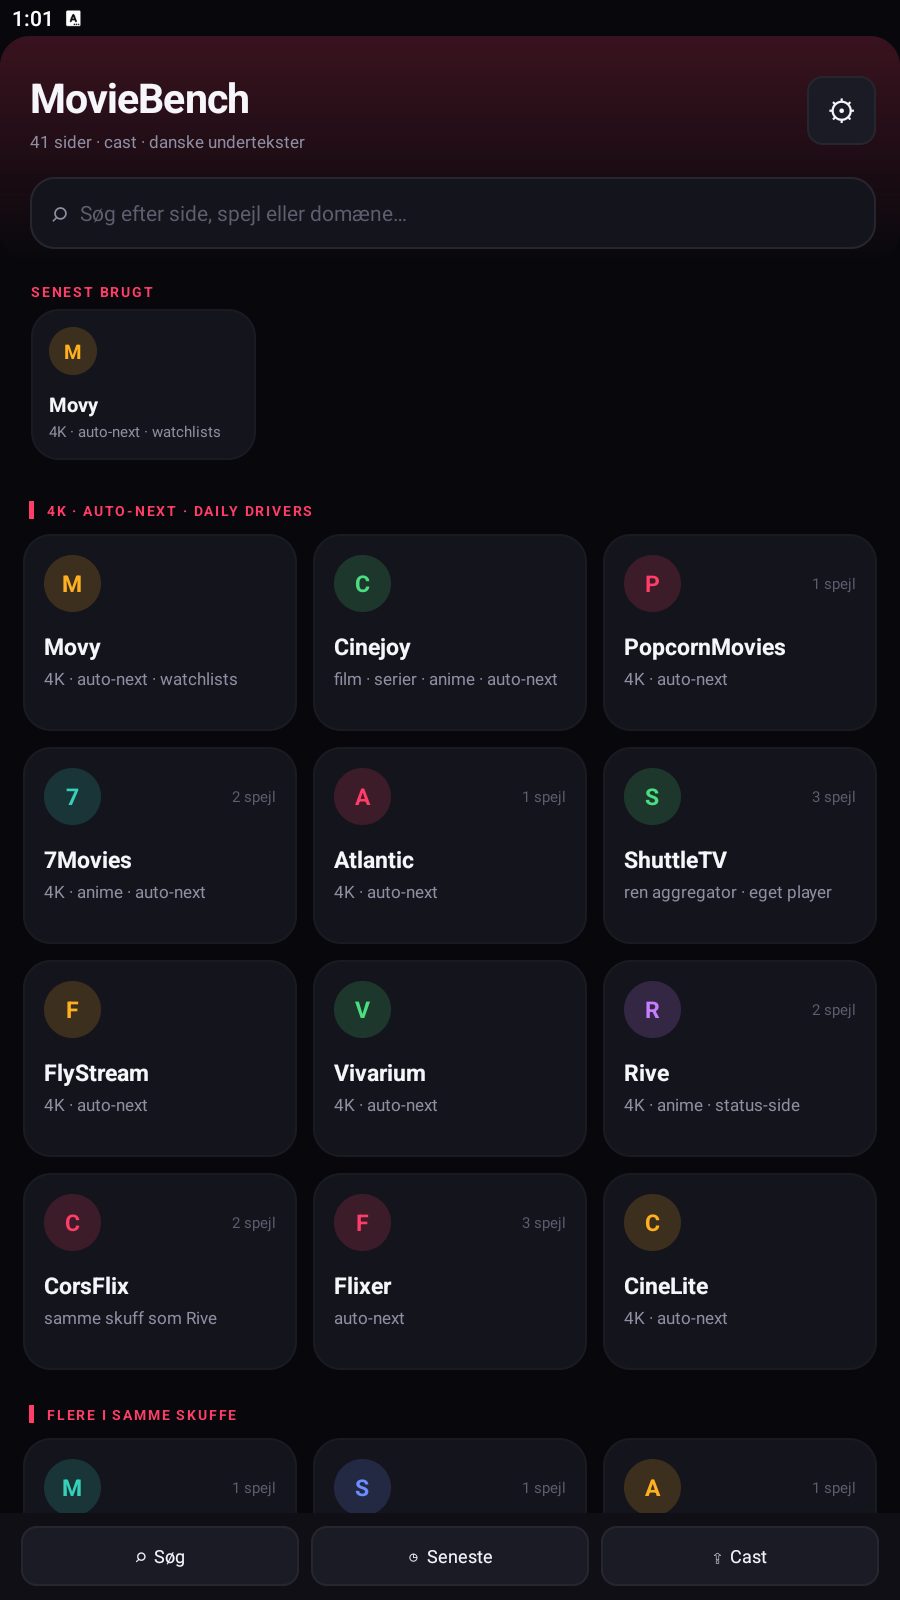 1:01 A
MovieBench
41 sider · cast · danske undertekster
Søg efter side, spejl eller domæne...
SENEST BRUGT
M
Movy
4K · auto-next · watchlists
4K · AUTO-NEXT · DAILY DRIVERS
M
Movy
4K · auto-next · watchlists
C
Cinejoy
film · serier · anime · auto-next
P 1 spejl
PopcornMovies
4K · auto-next
7 2 spejl
7Movies
4K · anime · auto-next
A 1 spejl
Atlantic
4K · auto-next
S 3 spejl
ShuttleTV
ren aggregator · eget player
F
FlyStream
4K · auto-next
V
Vivarium
4K · auto-next
R 2 spejl
Rive
4K · anime · status-side
C 2 spejl
CorsFlix
samme skuff som Rive
F 3 spejl
Flixer
auto-next
C
CineLite
4K · auto-next
FLERE I SAMME SKUFFE
M 1 spejl
S 1 spejl
A 1 spejl
Søg
Seneste
Cast